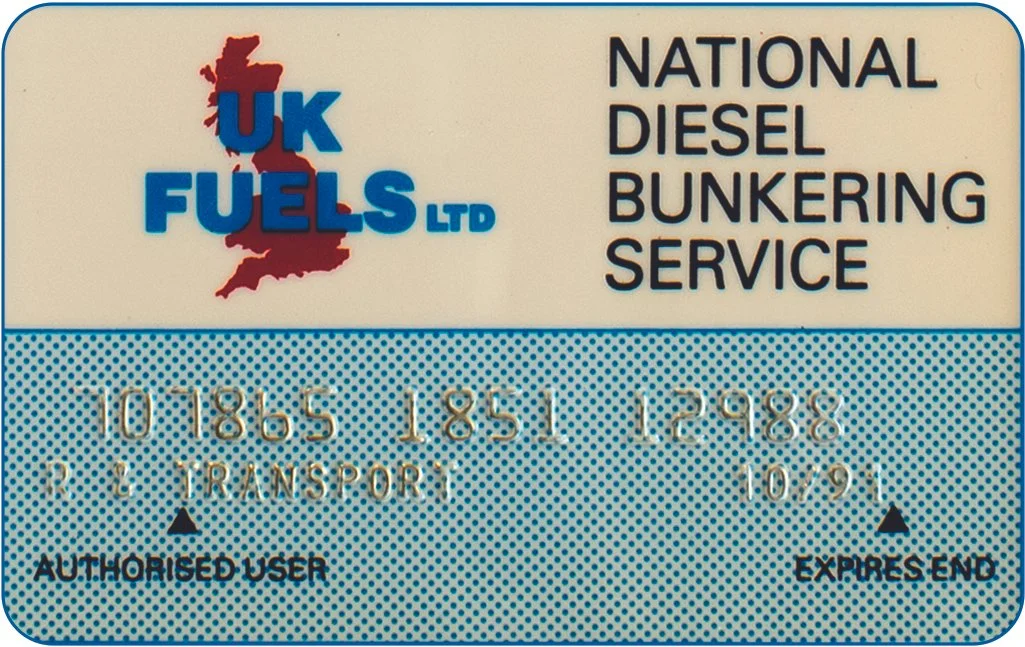 UK
FUELS LTD
NATIONAL
DIESEL
BUNKERING
SERVICE
707865 1851 12988
R & TRANSPORT 10/91
AUTHORISED USER EXPIRES END